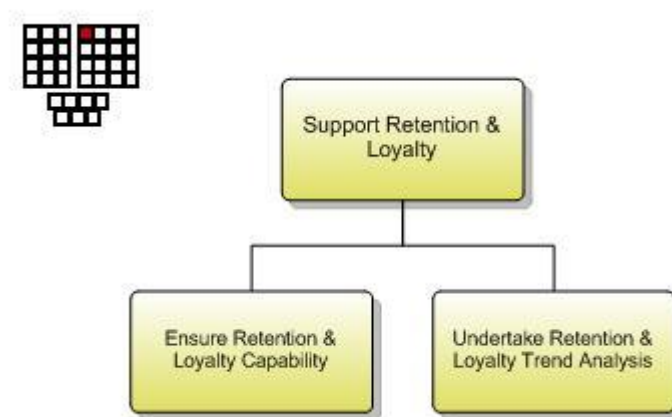 Support Retention &
Loyalty
Ensure Retention &
Loyalty Capability
Undertake Retention &
Loyalty Trend Analysis